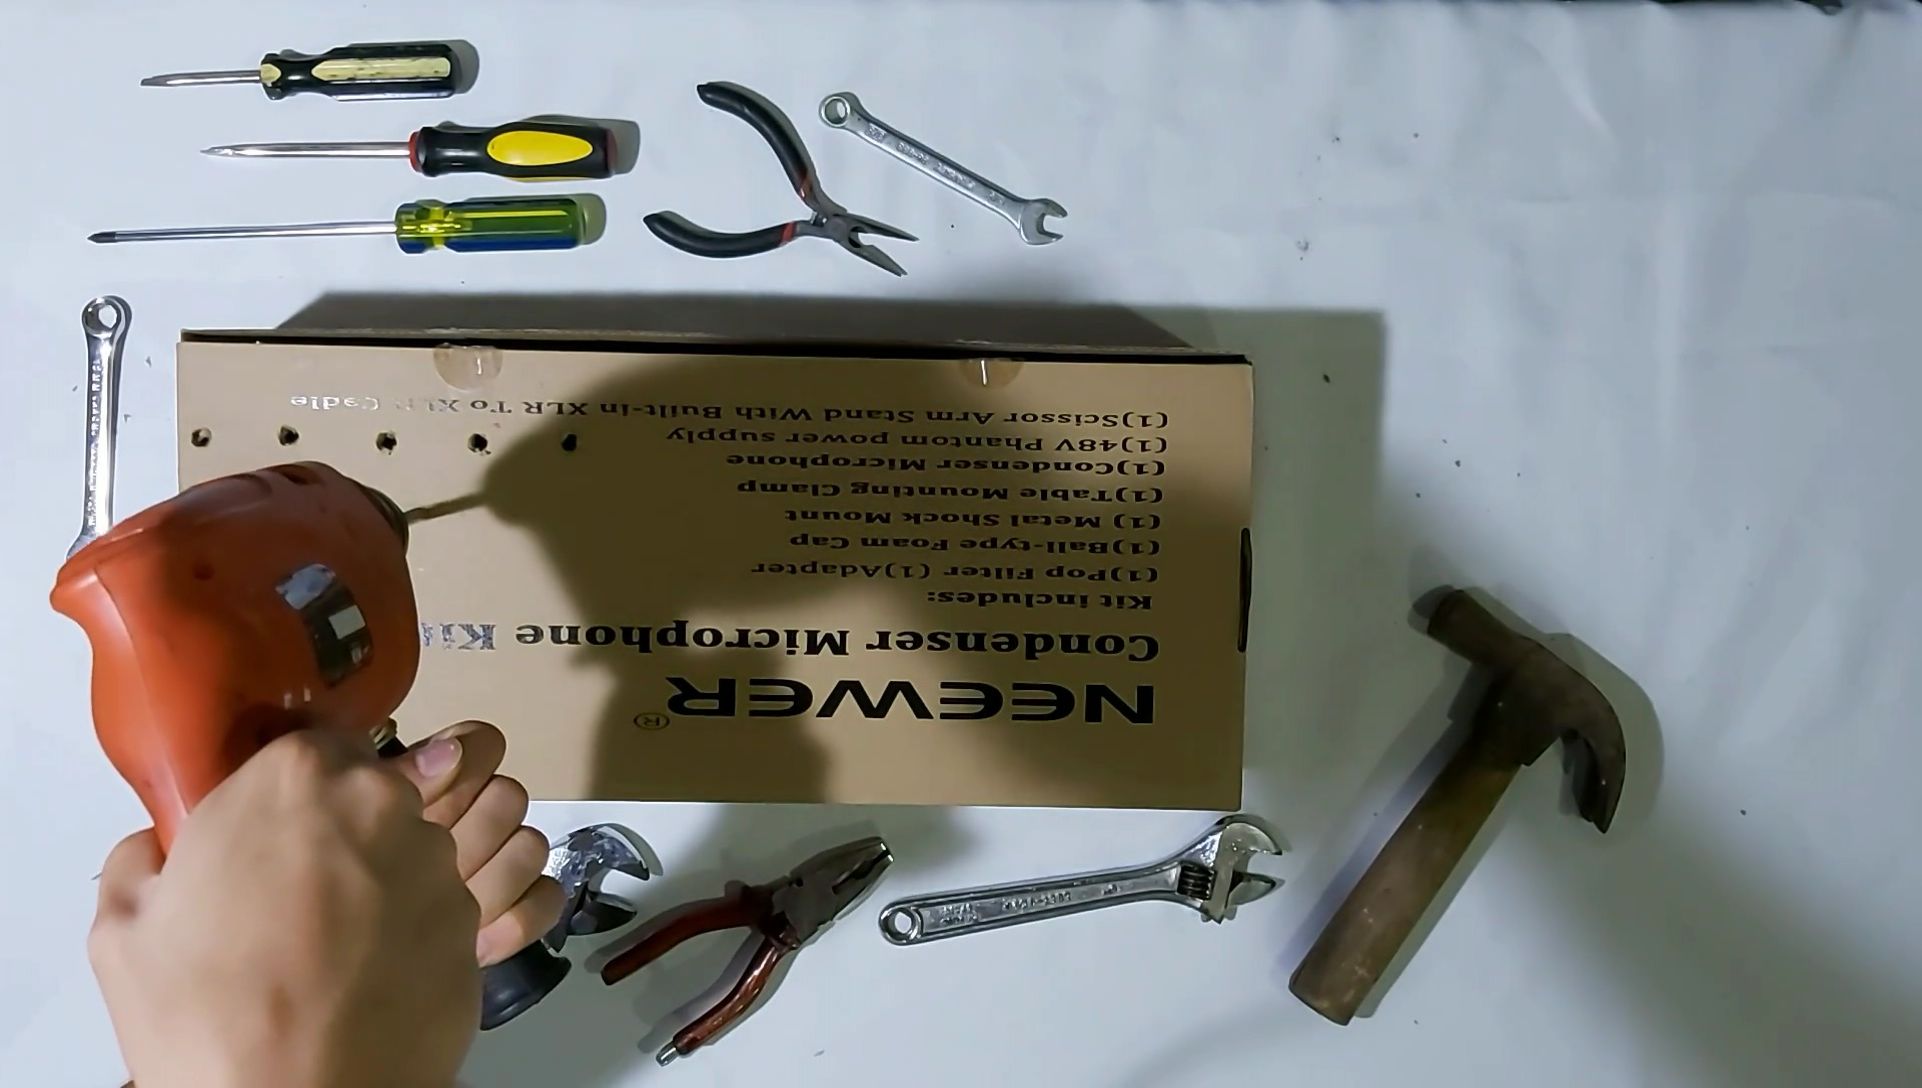 NEEWER®
Condenser Microphone Kit
Kit includes:
(1)Pop Filter (1)Adapter
(1)Ball-type Foam Cap
(1) Metal Shock Mount
(1)Table Mounting Clamp
(1)Condenser Microphone
(1)48V Phantom power supply
(1)Scissor Arm Stand With Built-in XLR To XLR Cable